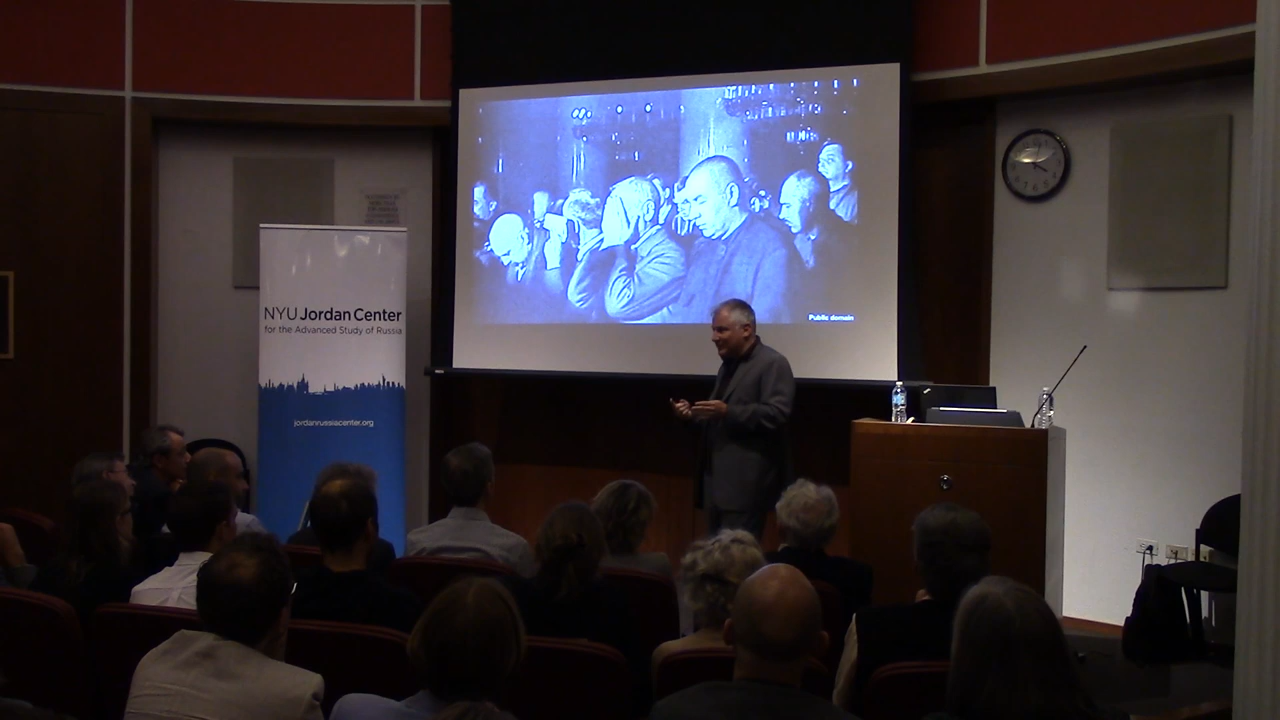 NYU Jordan Center
for the Advanced Study of Russia
jordanrussiacenter.org
Public domain